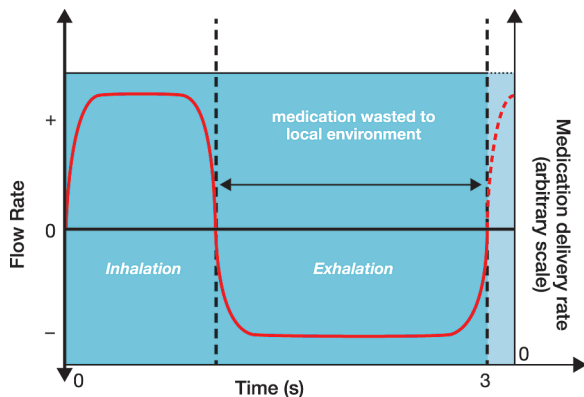 +
medication wasted to
local environment
0
Inhalation
Exhalation
–
Flow Rate
0
Time (s)
3
0
Medication delivery rate
(arbitrary scale)